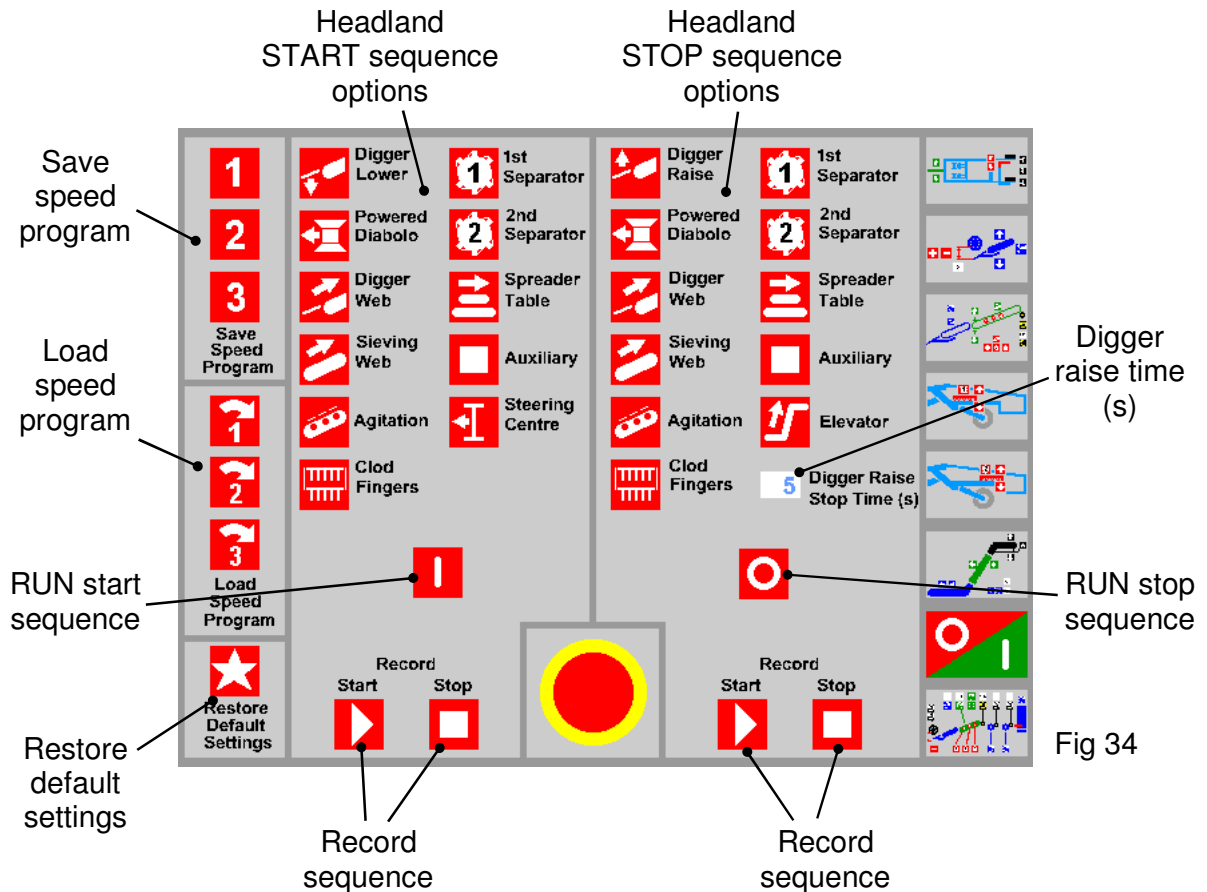 Headland
START sequence
options
Headland
STOP sequence
options
Save
speed
program
Load
speed
program
RUN start
sequence
Restore
default
settings
1
2
3
Save
Speed
Program
1
2
3
Load
Speed
Program
Restore
Default
Settings
Digger
Lower
Powered
Diabolo
Digger
Web
Sieving
Web
Agitation
Clod
Fingers
1
1st
Separator
2
2nd
Separator
Spreader
Table
Auxiliary
Steering
Centre
Record
Start Stop
Digger
Raise
Powered
Diabolo
Digger
Web
Sieving
Web
Agitation
Clod
Fingers
1
1st
Separator
2
2nd
Separator
Spreader
Table
Auxiliary
Elevator
5
Digger Raise
Stop Time (s)
Record
Start Stop
Digger
raise time
(s)
RUN stop
sequence
Fig 34
Record
sequence
Record
sequence